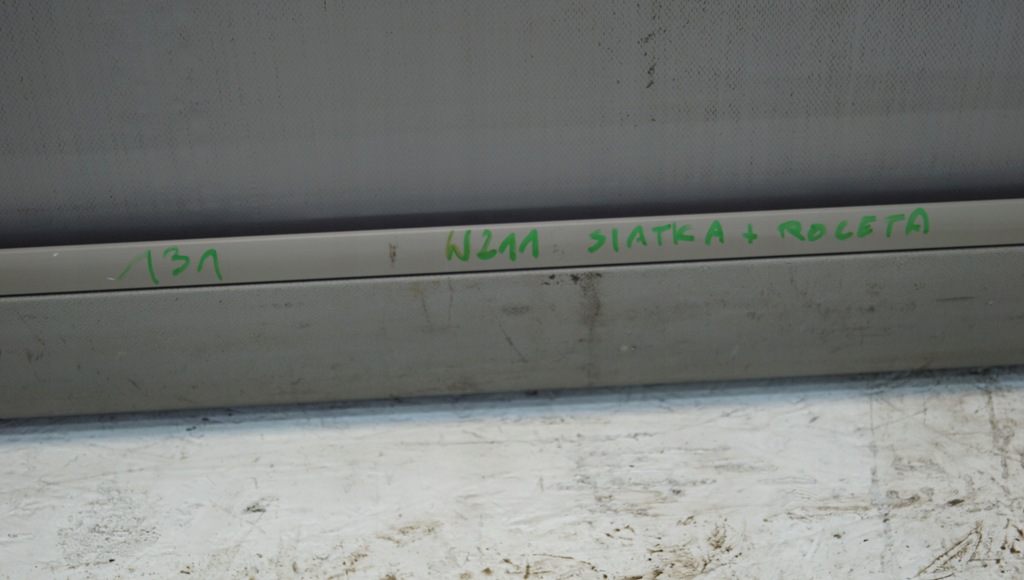 131 W211 SIATKA + ROLETA